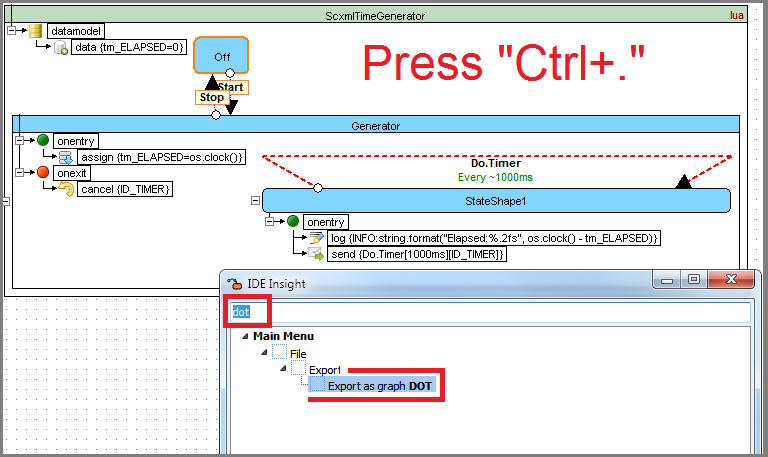 ScxmlTimeGenerator
lua
datamodel
data {tm_ELAPSED=0}
Press "Ctrl+."
Off
Start
Stop
Generator
onentry
assign {tm_ELAPSED=os.clock()}
onexit
cancel {ID_TIMER}
Do.Timer
Every ~1000ms
StateShape1
onentry
log {INFO:string.format("Elapsed:%.2fs", os.clock() - tm_ELAPSED)}
send {Do.Timer[1000ms][ID_TIMER]}
IDE Insight
dot
Main Menu
File
Export
Export as graph DOT